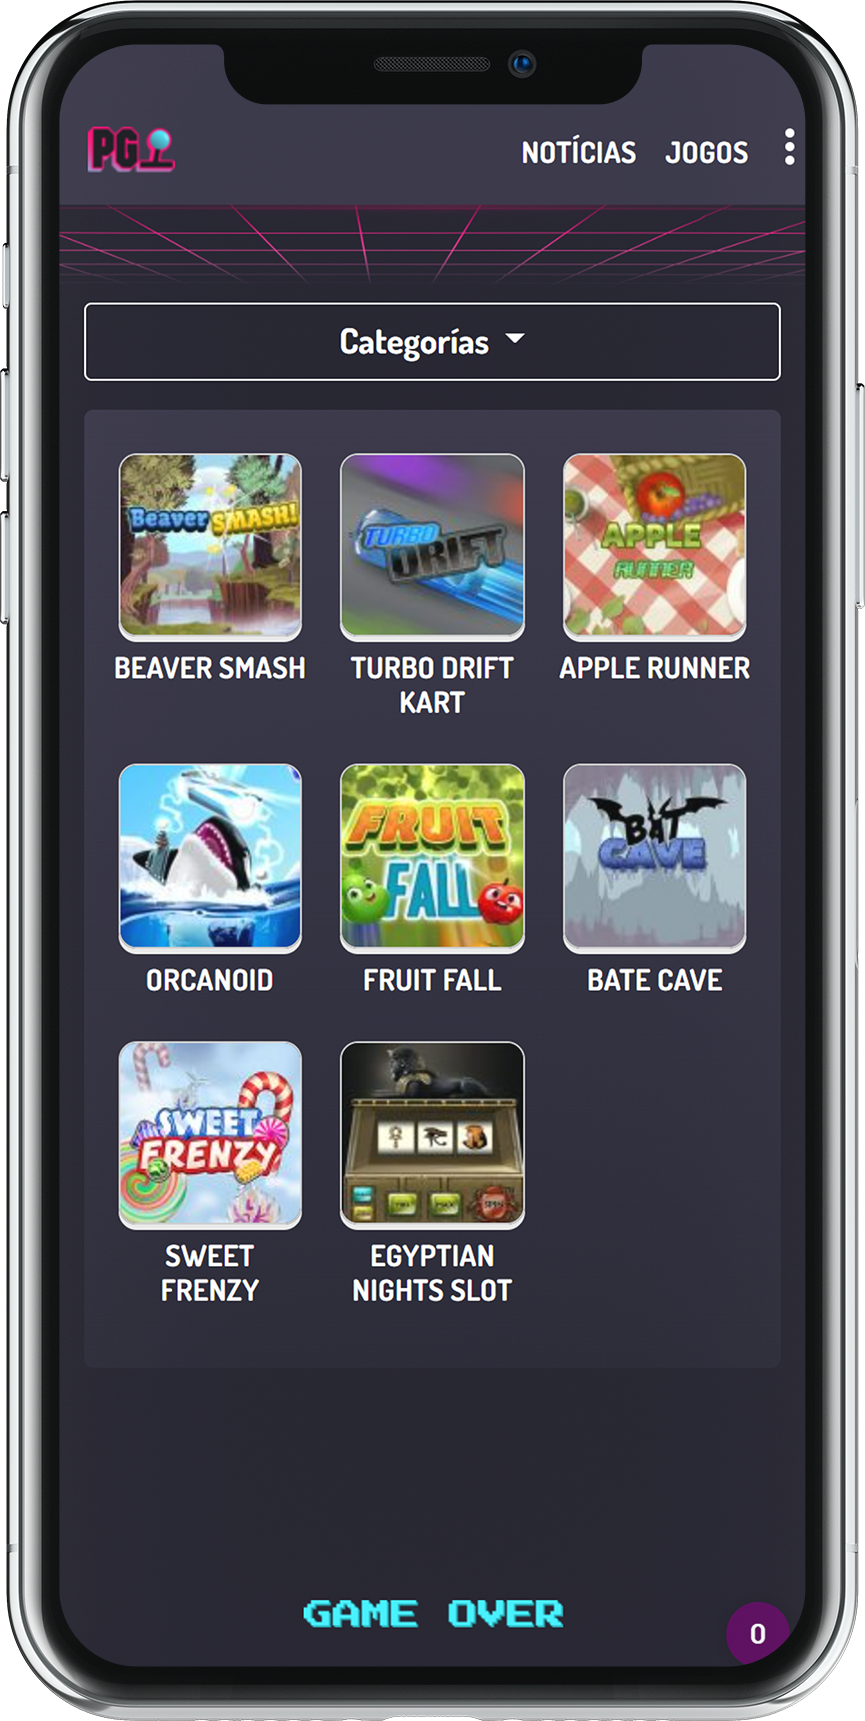 PG
NOTÍCIAS JOGOS
Categorías
Beaver SMASH!
TURBO
DRIFT
APPLE
RUNNER
BEAVER SMASH
TURBO DRIFT
KART
APPLE RUNNER
FRUIT
FALL
BAT
CAVE
ORCANOID
FRUIT FALL
BATE CAVE
SWEET
FRENZY
SPIN
SWEET
FRENZY
EGYPTIAN
NIGHTS SLOT
GAME OVER
0